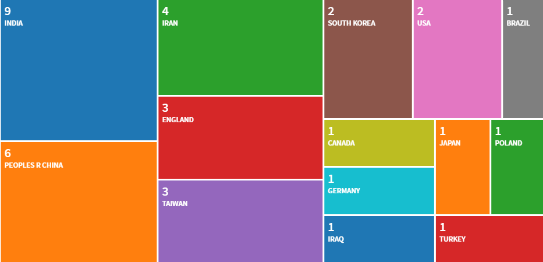 9
INDIA
6
PEOPLES R CHINA
4
IRAN
3
ENGLAND
3
TAIWAN
2
SOUTH KOREA
2
USA
1
BRAZIL
1
CANADA
1
GERMANY
1
IRAQ
1
JAPAN
1
POLAND
1
TURKEY